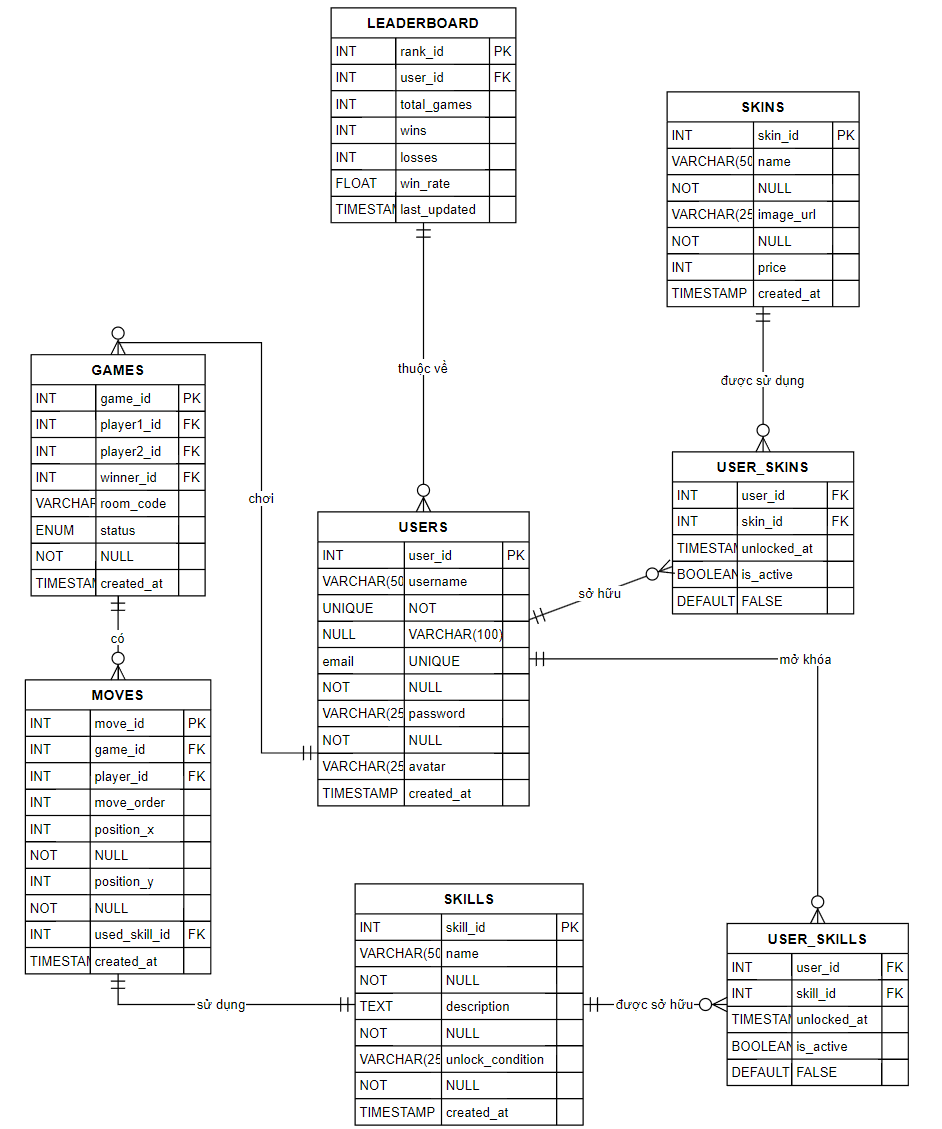 LEADERBOARD
INT rank_id PK
INT user_id FK
INT total_games
INT wins
INT losses
FLOAT win_rate
TIMESTAM last_updated
SKINS
INT skin_id PK
VARCHAR(50 name
NOT NULL
VARCHAR(25 image_url
NOT NULL
INT price
TIMESTAMP created_at
thuộc về
được sử dụng
GAMES
INT game_id PK
INT player1_id FK
INT player2_id FK
INT winner_id FK
VARCHAR room_code
ENUM status
NOT NULL
TIMESTAM created_at
chơi
USER_SKINS
INT user_id FK
INT skin_id FK
TIMESTAM unlocked_at
BOOLEAN is_active
DEFAULT FALSE
USERS
INT user_id PK
VARCHAR(50 username
UNIQUE NOT
NULL VARCHAR(100)
email UNIQUE
NOT NULL
VARCHAR(25 password
NOT NULL
VARCHAR(25 avatar
TIMESTAMP created_at
sở hữu
có
mở khóa
MOVES
INT move_id PK
INT game_id FK
INT player_id FK
INT move_order
INT position_x
NOT NULL
INT position_y
NOT NULL
INT used_skill_id FK
TIMESTAM created_at
sử dụng
SKILLS
INT skill_id PK
VARCHAR(50 name
NOT NULL
TEXT description
NOT NULL
VARCHAR(25 unlock_condition
NOT NULL
TIMESTAMP created_at
được sở hữu
USER_SKILLS
INT user_id FK
INT skill_id FK
TIMESTAM unlocked_at
BOOLEAN is_active
DEFAULT FALSE